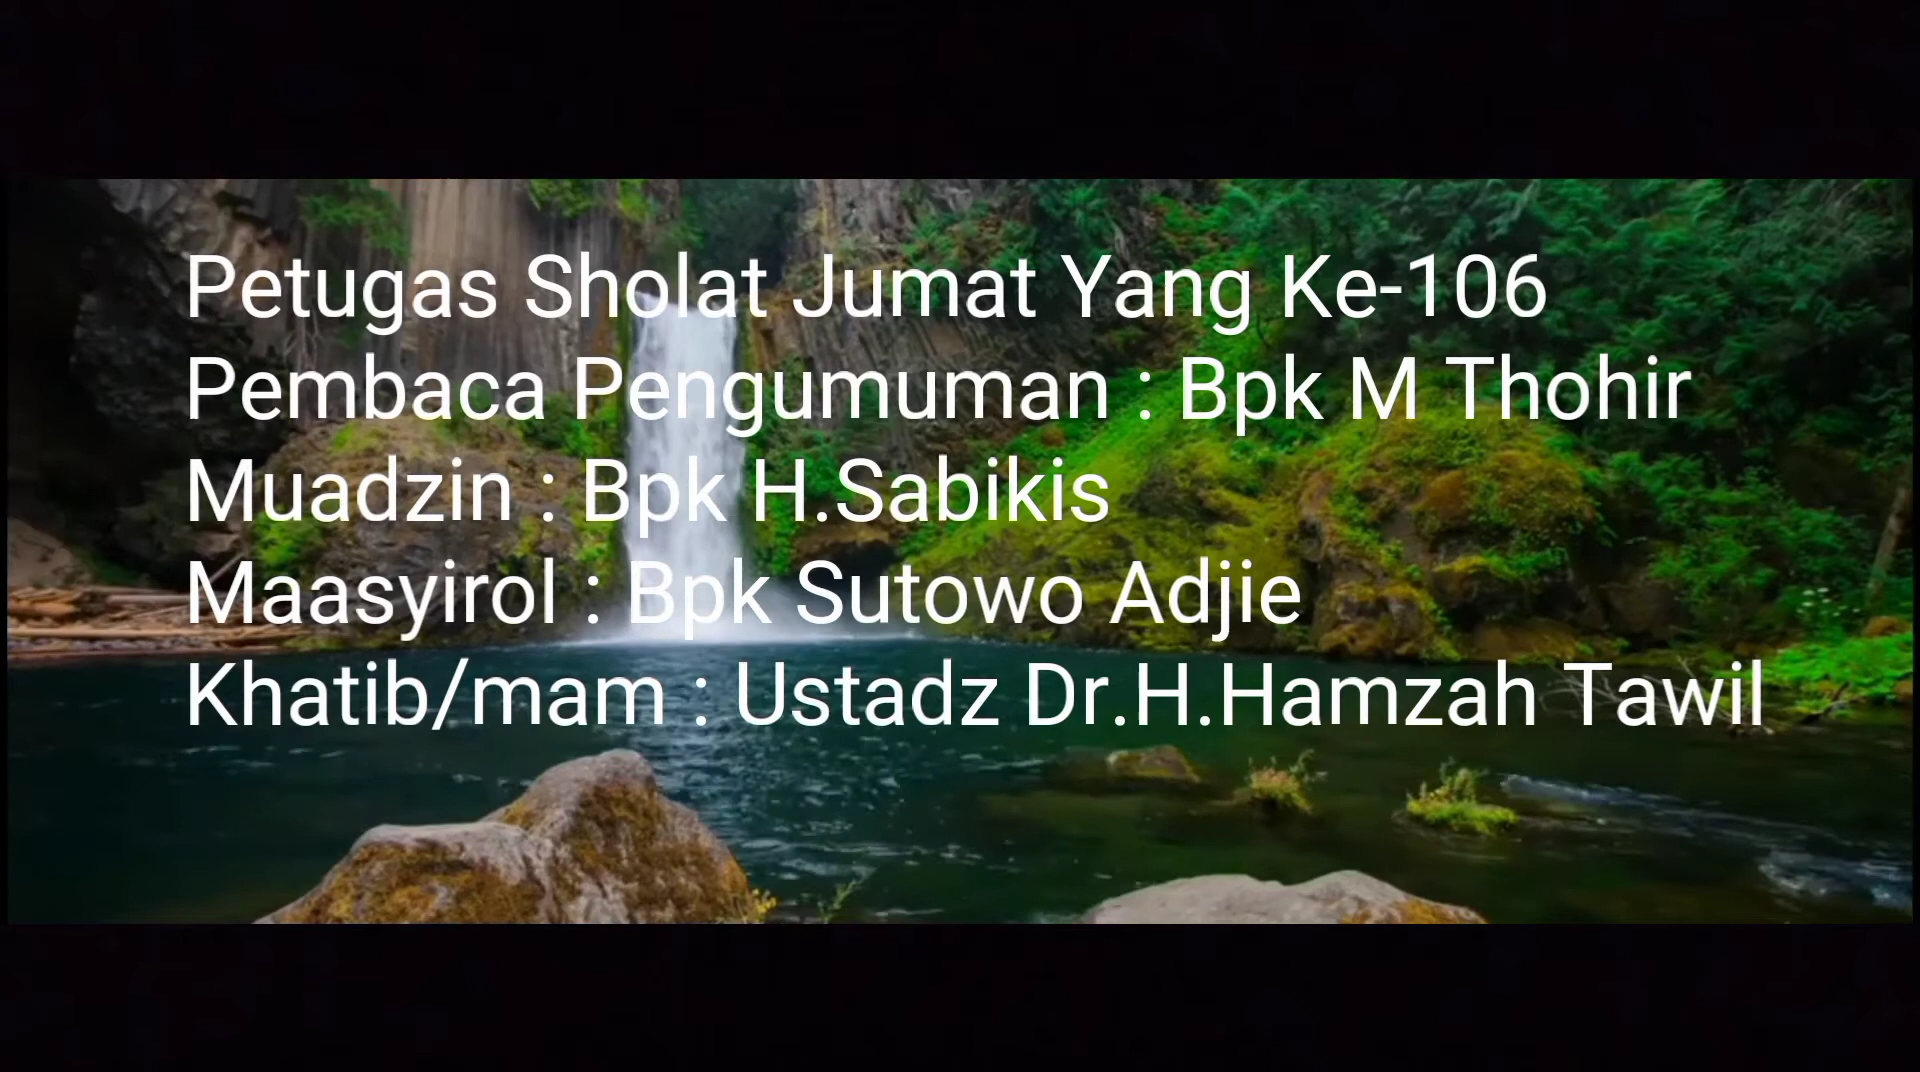 Petugas Sholat Jumat Yang Ke-106
Pembaca Pengumuman : Bpk M Thohir
Muadzin : Bpk H.Sabikis
Maasyirol : Bpk Sutowo Adjie
Khatib/mam : Ustadz Dr.H.Hamzah Tawil